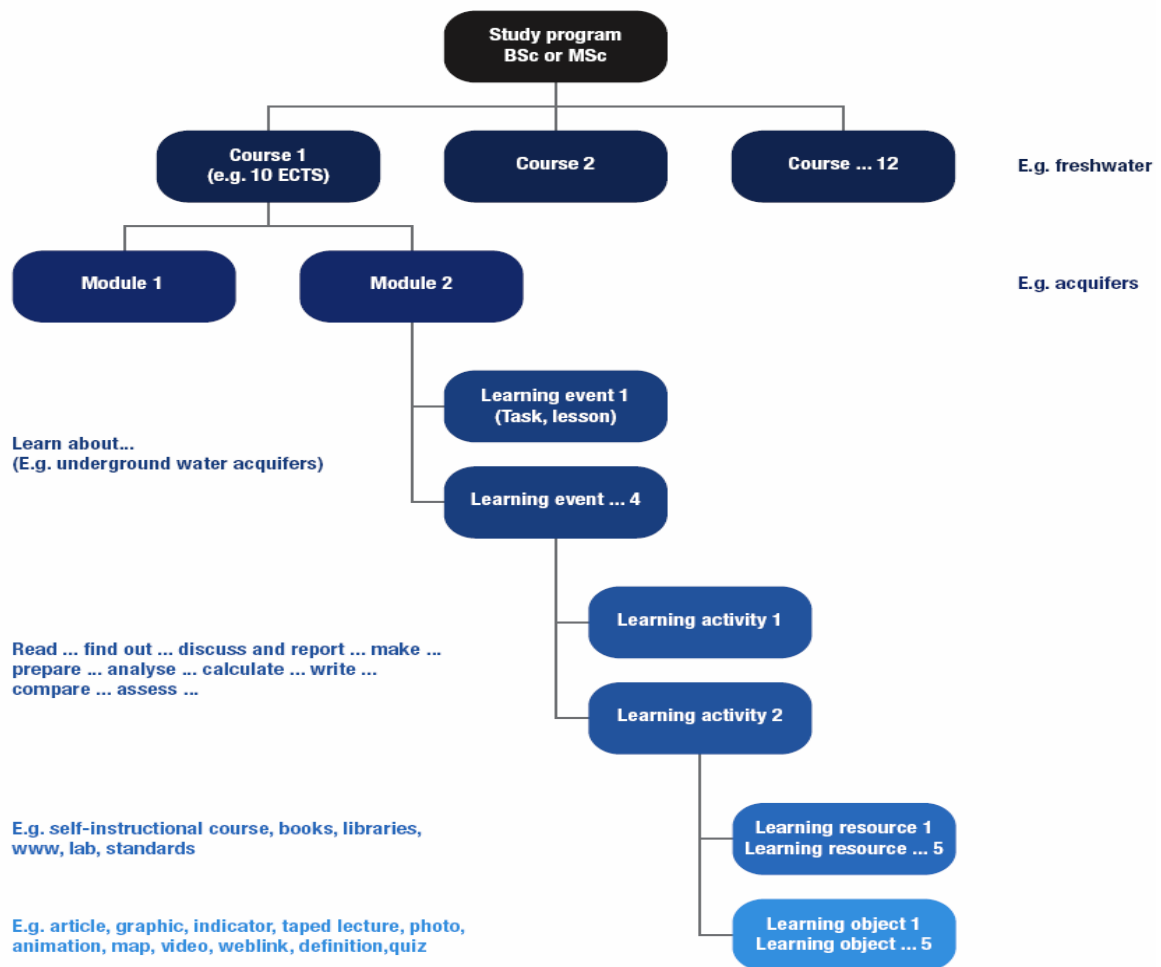 Study program
BSc or MSc
Course 1
(e.g. 10 ECTS)
Course 2
Course ... 12
E.g. freshwater
Module 1
Module 2
E.g. acquifers
Learning event 1
(Task, lesson)
Learn about...
(E.g. underground water acquifers)
Learning event ... 4
Learning activity 1
Read ... find out ... discuss and report ... make ...
prepare ... analyse ... calculate ... write ...
compare ... assess ...
Learning activity 2
E.g. self-instructional course, books, libraries,
www, lab, standards
Learning resource 1
Learning resource ... 5
E.g. article, graphic, indicator, taped lecture, photo,
animation, map, video, weblink, definition,quiz
Learning object 1
Learning object ... 5